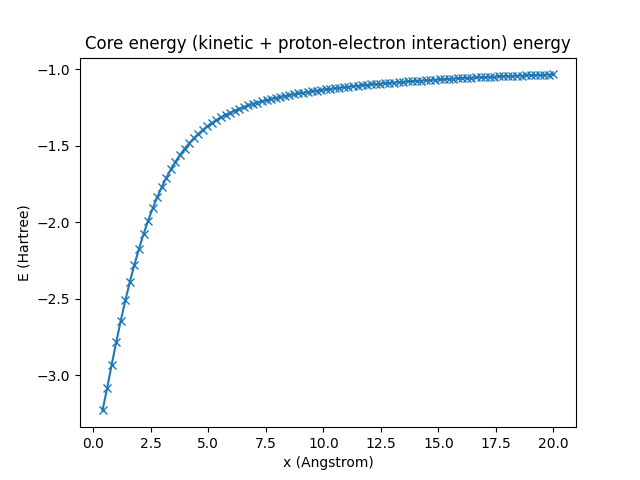 Core energy (kinetic + proton-electron interaction) energy
−1.0
−1.5
−2.0
−2.5
−3.0
E (Hartree)
0.0 2.5 5.0 7.5 10.0 12.5 15.0 17.5 20.0
x (Angstrom)